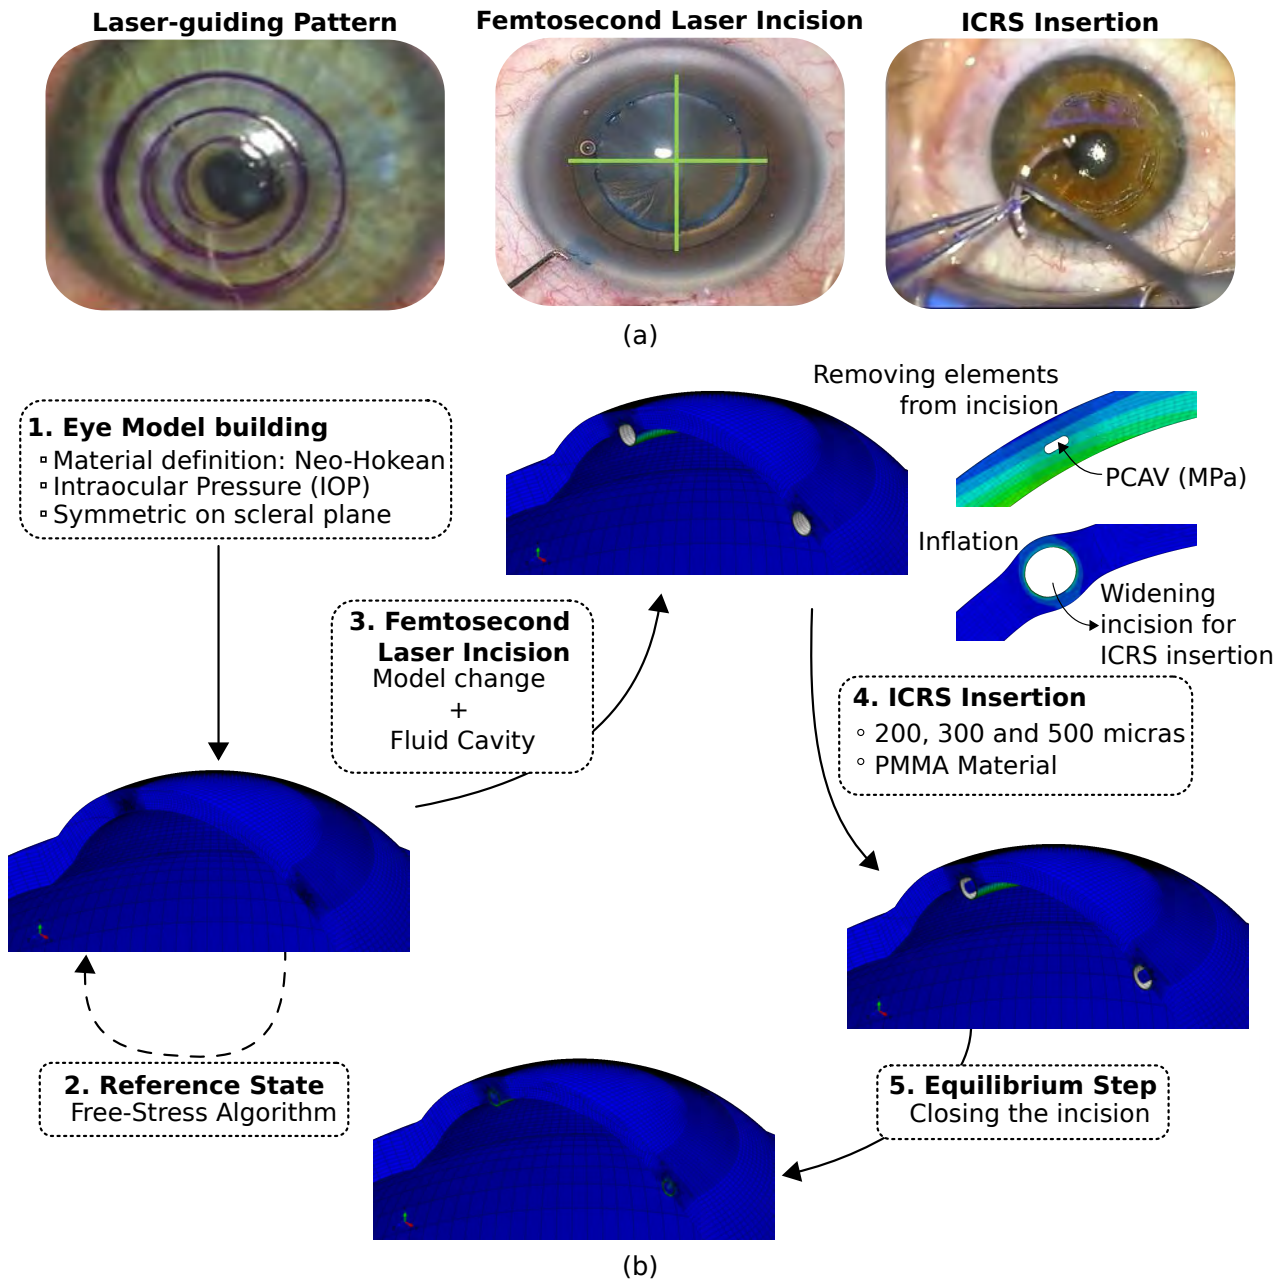 Laser-guiding Pattern
Femtosecond Laser Incision
ICRS Insertion
(a)
1. Eye Model building
▫ Material definition: Neo-Hokean
▫ Intraocular Pressure (IOP)
▫ Symmetric on scleral plane
Removing elements
from incision
PCAV (MPa)
Inflation
Widening
incision for
ICRS insertion
3. Femtosecond
Laser Incision
Model change
+
Fluid Cavity
4. ICRS Insertion
◦ 200, 300 and 500 micras
◦ PMMA Material
2. Reference State
Free-Stress Algorithm
5. Equilibrium Step
Closing the incision
(b)